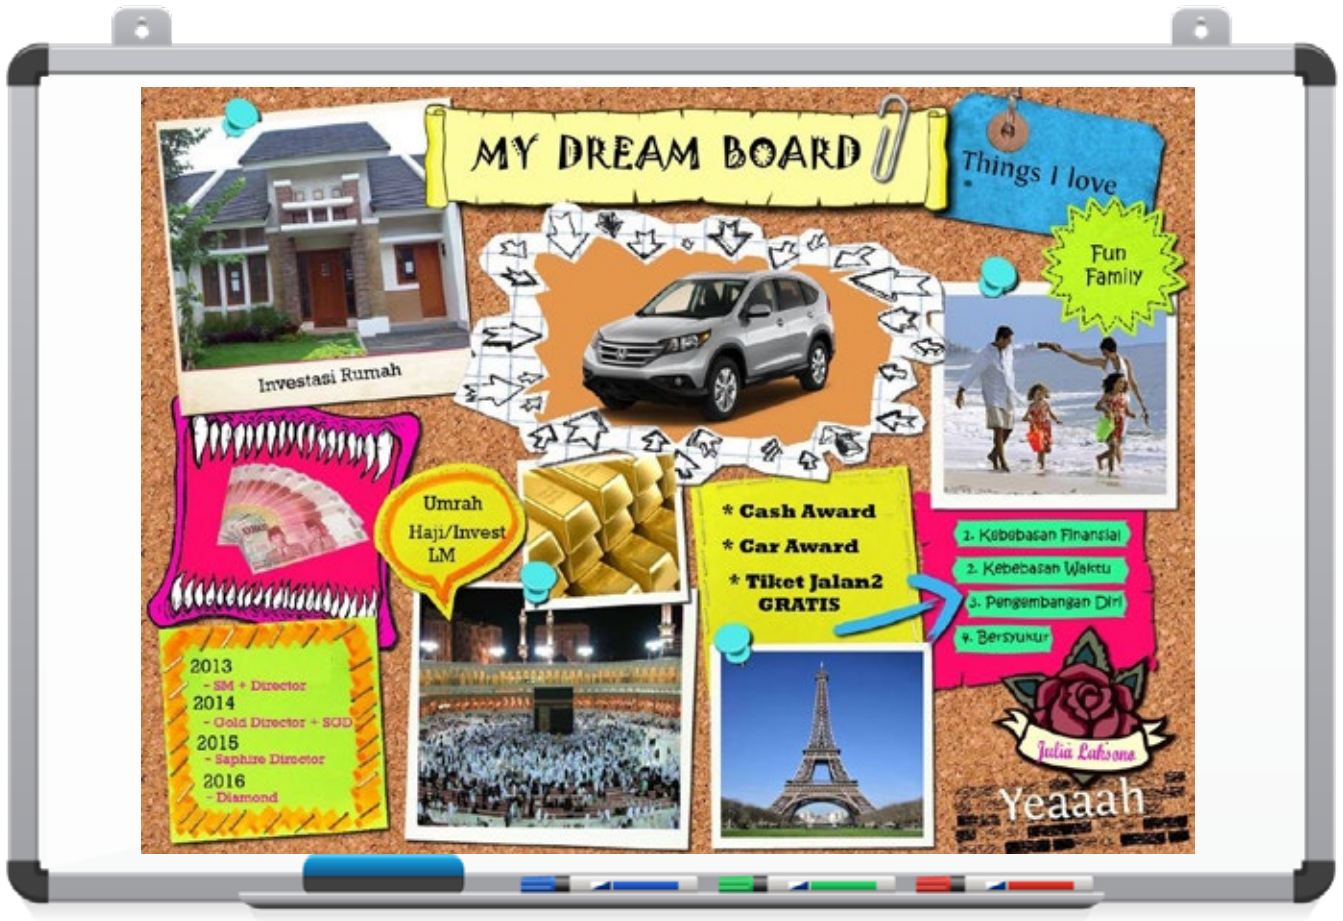 MY DREAM BOARD
Things I love
Fun
Family
Investasi Rumah
Umrah
Haji/Invest
LM
* Cash Award
* Car Award
* Tiket Jalan2
GRATIS
1. Kebebasan Finansial
2. Kebebasan Waktu
3. Pengembangan Diri
4. Bersyukur
2013
- SM + Director
2014
- Gold Director + SGD
2015
- Saphire Director
2016
- Diamond
Julia Laksono
Yeaaah